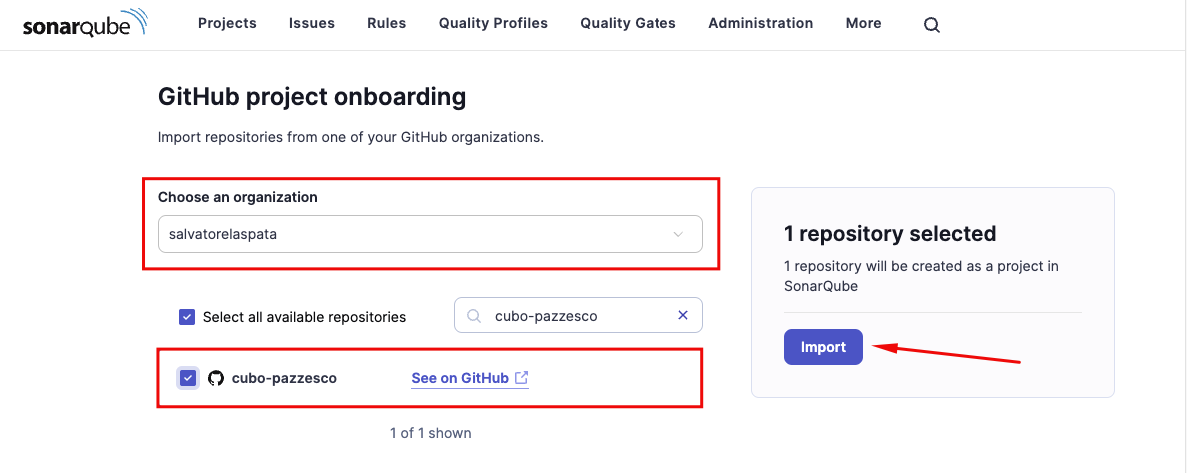 sonarqube Projects Issues Rules Quality Profiles Quality Gates Administration More
GitHub project onboarding
Import repositories from one of your GitHub organizations.
Choose an organization
salvatorelaspata
Select all available repositories
cubo-pazzesco
cubo-pazzesco See on GitHub
1 of 1 shown
1 repository selected
1 repository will be created as a project in
SonarQube
Import